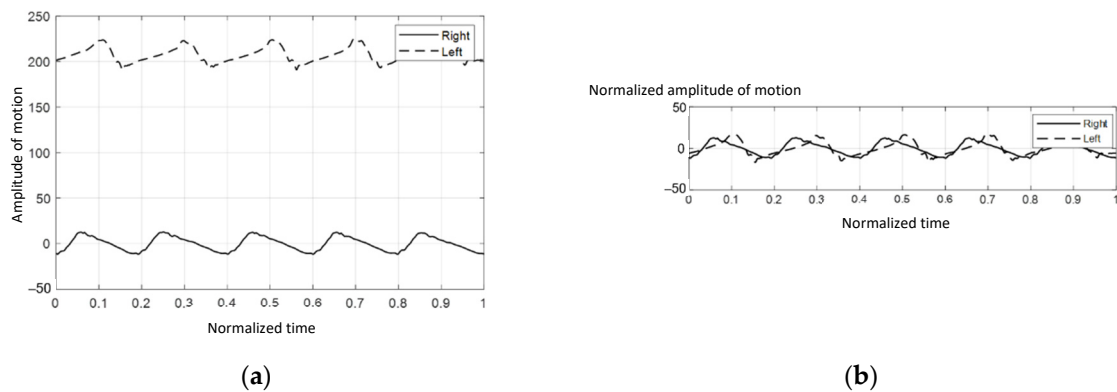 250
200
150
100
50
0
–50
Amplitude of motion
Right
Left
0 0.1 0.2 0.3 0.4 0.5 0.6 0.7 0.8 0.9 1
Normalized time
(a)
Normalized amplitude of motion
50
0
–50
Right
Left
0 0.1 0.2 0.3 0.4 0.5 0.6 0.7 0.8 0.9 1
Normalized time
(b)